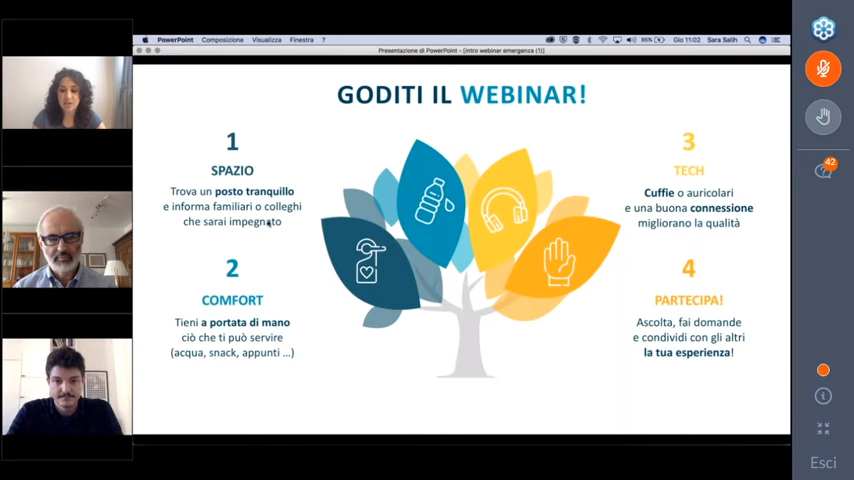 PowerPoint Composizione Visualizza Finestra ? 85% Gio 11:02 Sara Salih
Presentazione di PowerPoint - [intro webinar emergenza (1)]
GODITI IL WEBINAR!
1
SPAZIO
Trova un posto tranquillo
e informa familiari o colleghi
che sarai impegnato
2
COMFORT
Tieni a portata di mano
ciò che ti può servire
(acqua, snack, appunti ...)
3
TECH
Cuffie o auricolari
e una buona connessione
migliorano la qualità
4
PARTECIPA!
Ascolta, fai domande
e condividi con gli altri
la tua esperienza!
42
Esci